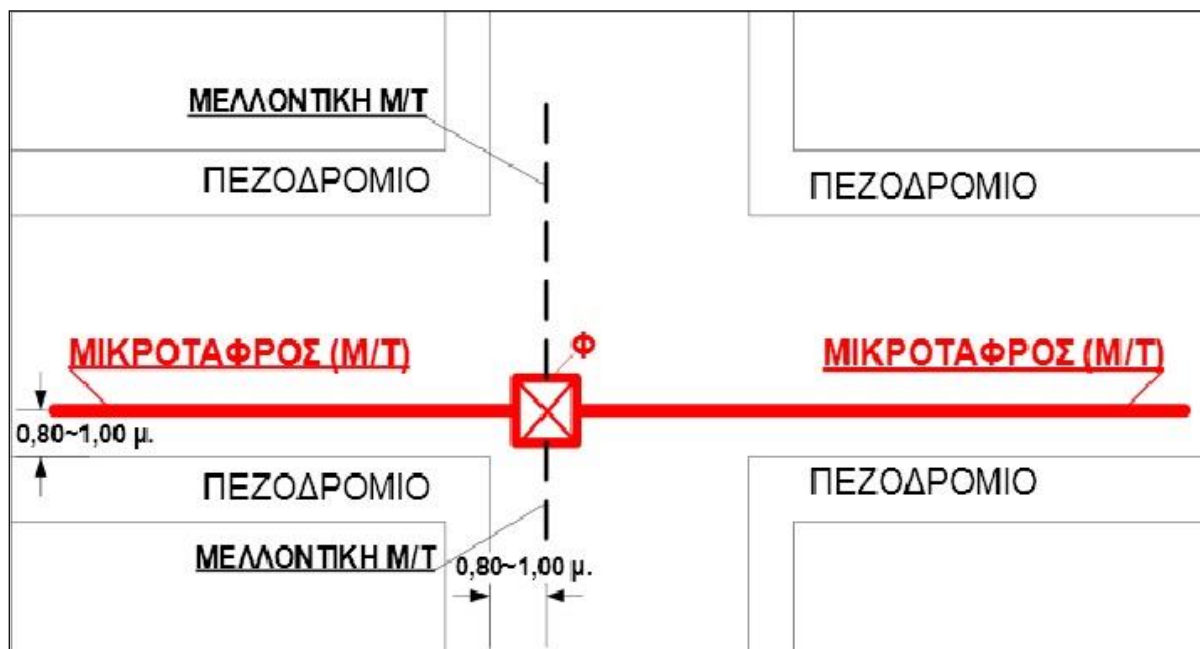 ΜΕΛΛΟΝΤΙΚΗ Μ/Τ
ΠΕΖΟΔΡΟΜΙΟ
ΠΕΖΟΔΡΟΜΙΟ
ΜΙΚΡΟΤΑΦΡΟΣ (Μ/Τ)
Φ
ΜΙΚΡΟΤΑΦΡΟΣ (Μ/Τ)
0,80~1,00 μ.
ΠΕΖΟΔΡΟΜΙΟ
ΠΕΖΟΔΡΟΜΙΟ
ΜΕΛΛΟΝΤΙΚΗ Μ/Τ
0,80~1,00 μ.